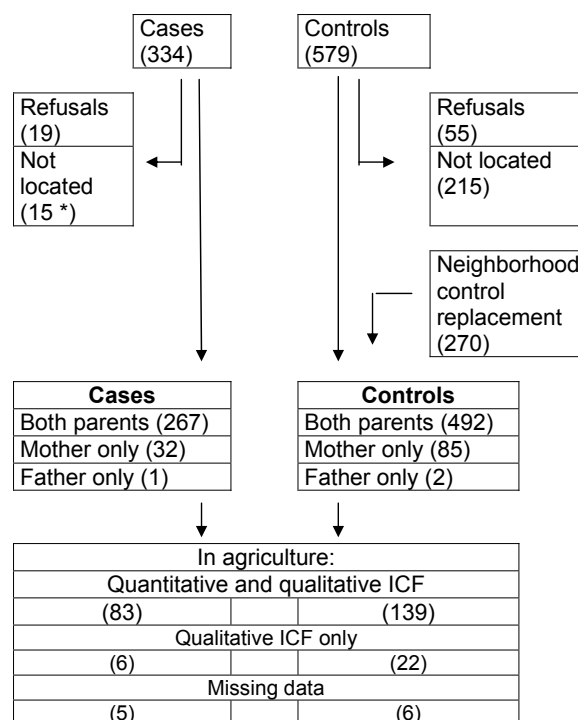 Cases
(334)
Controls
(579)
Refusals
(19)
Not
located
(15 *)
Refusals
(55)
Not located
(215)
Neighborhood
control
replacement
(270)
Cases
Both parents (267)
Mother only (32)
Father only (1)
Controls
Both parents (492)
Mother only (85)
Father only (2)
In agriculture:
Quantitative and qualitative ICF
(83) (139)
Qualitative ICF only
(6) (22)
Missing data
(5) (6)